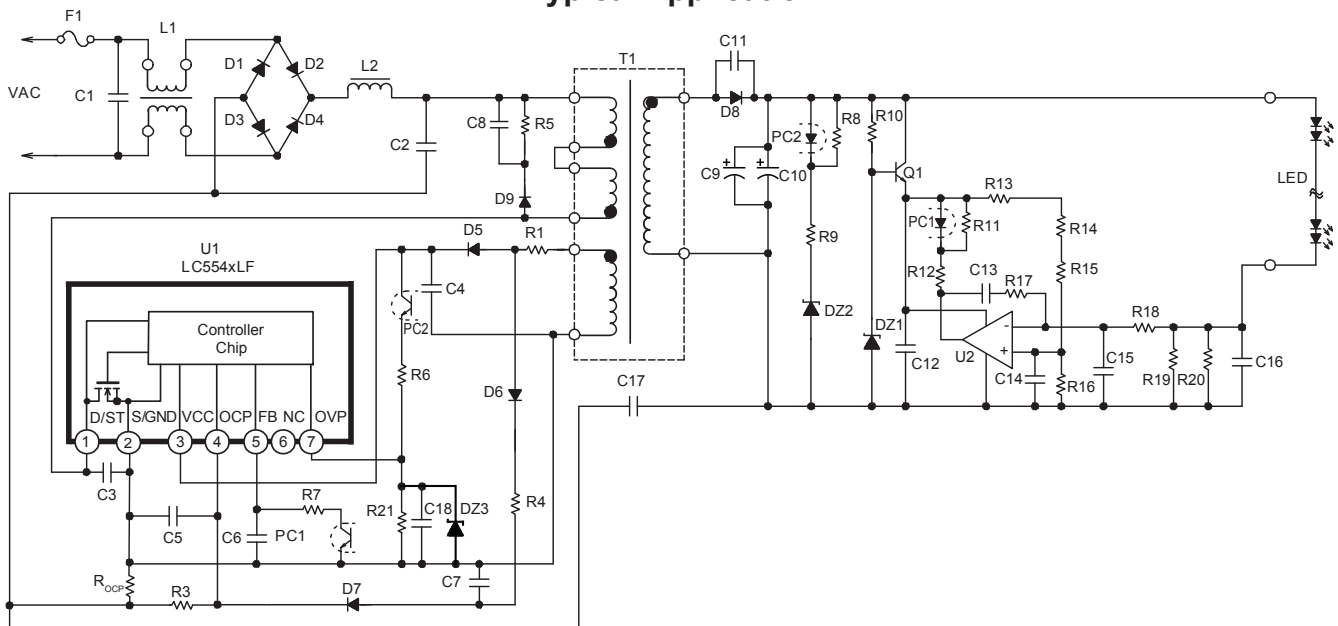 F1
L1
T1
C11
D1
D2
L2
VAC
C1
D8
C8
R5
PC2
R8
R10
D3
D4
C2
C9
C10
Q1
D9
R13
LED
D5
R1
PC1
R11
R14
U1
R9
LC554xLF
C4
R12
C13
R17
R15
PC2
Controller
Chip
DZ2
DZ1
R18
U2
-
+
C12
C15
C16
R6
D6
C17
C14
R16
R19
R20
D/ST
S/GND
VCC
OCP
FB
NC
OVP
1
2
3
4
5
6
7
C3
R7
R4
C5
C6
PC1
R21
C18
DZ3
ROCP
R3
D7
C7